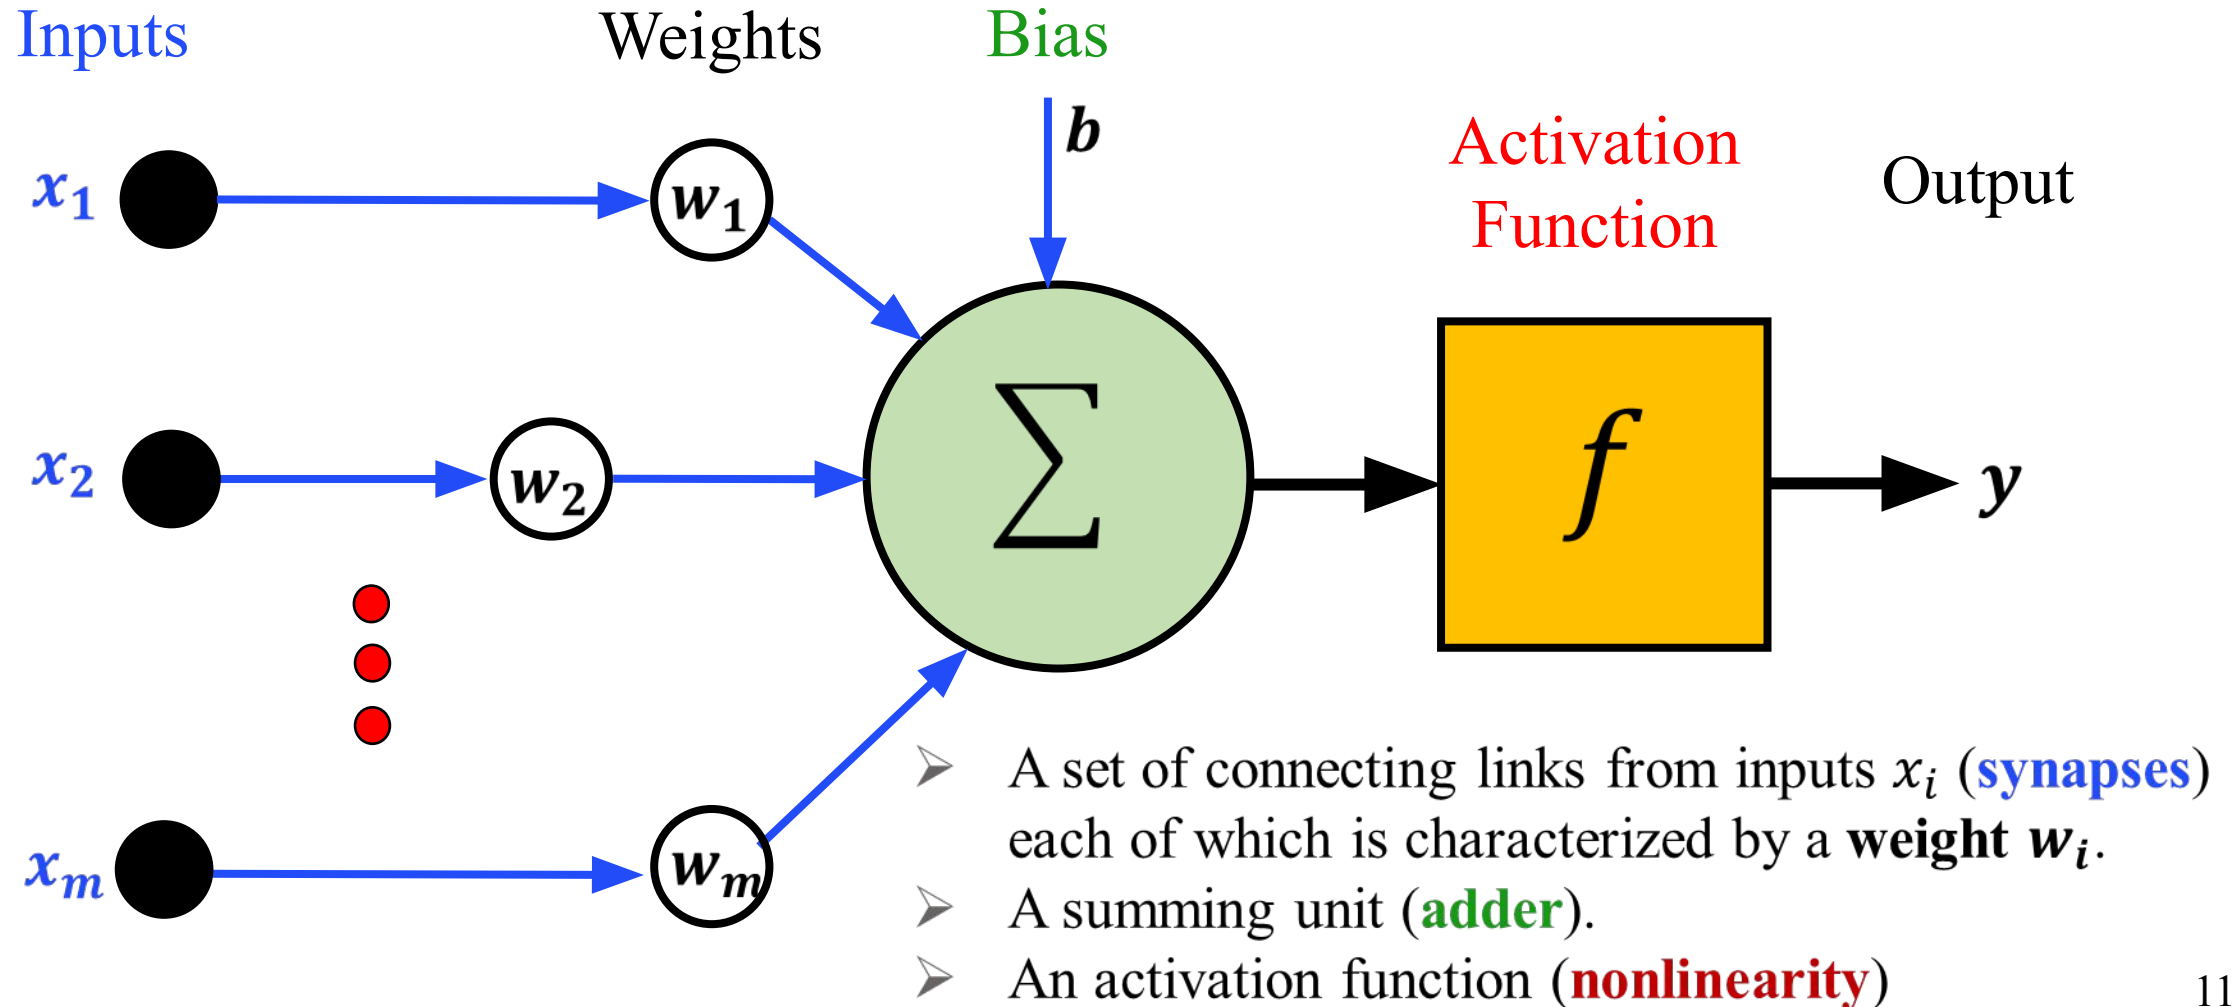 Inputs Weights Bias
b
Activation
Function
Output
x₁ w₁
x₂ w₂ ∑ f y
xₘ wₘ
➢ A set of connecting links from inputs xᵢ (synapses)
each of which is characterized by a weight wᵢ.
➢ A summing unit (adder).
➢ An activation function (nonlinearity)
11